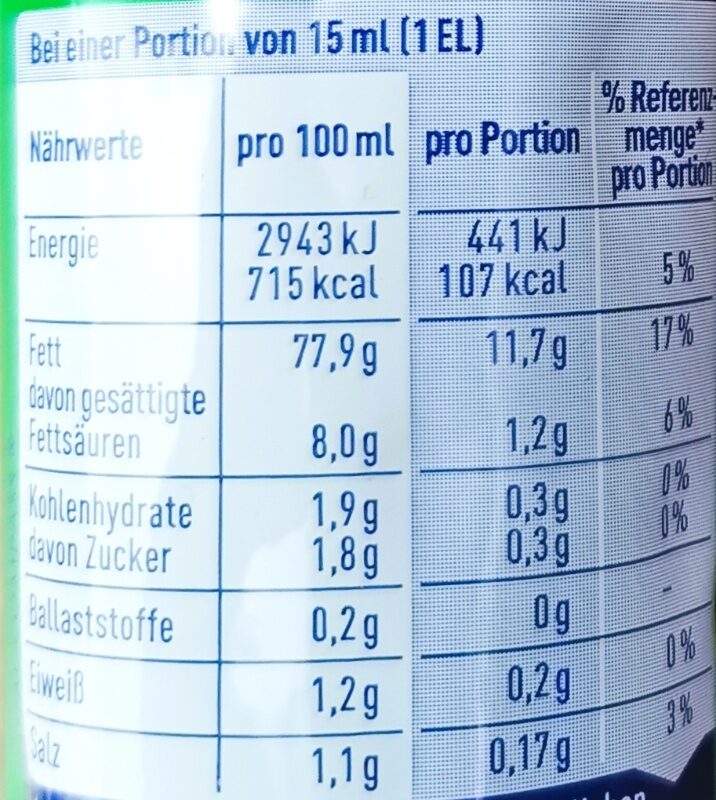 Bei einer Portion von 15 ml (1 EL)
% Referenz-
Nährwerte pro 100 ml pro Portion menge*
pro Portion
Energie 2943 kJ 441 kJ
715 kcal 107 kcal 5 %
Fett 77,9 g 11,7 g 17 %
davon gesättigte
Fettsäuren 8,0 g 1,2 g 6 %
Kohlenhydrate 1,9 g 0,3 g 0 %
davon Zucker 1,8 g 0,3 g 0 %
Ballaststoffe 0,2 g 0 g -
Eiweiß 1,2 g 0,2 g 0 %
Salz 1,1 g 0,17 g 3 %